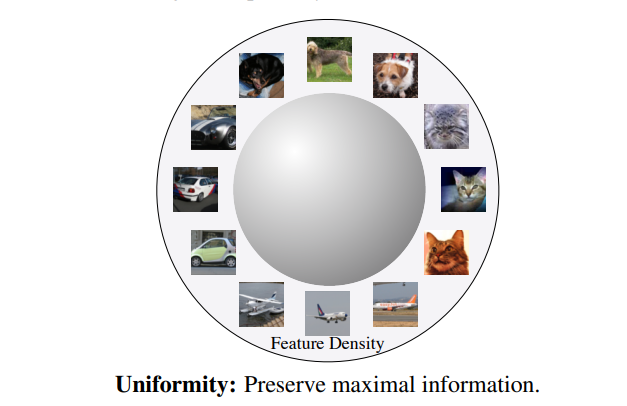 Feature Density
Uniformity: Preserve maximal information.